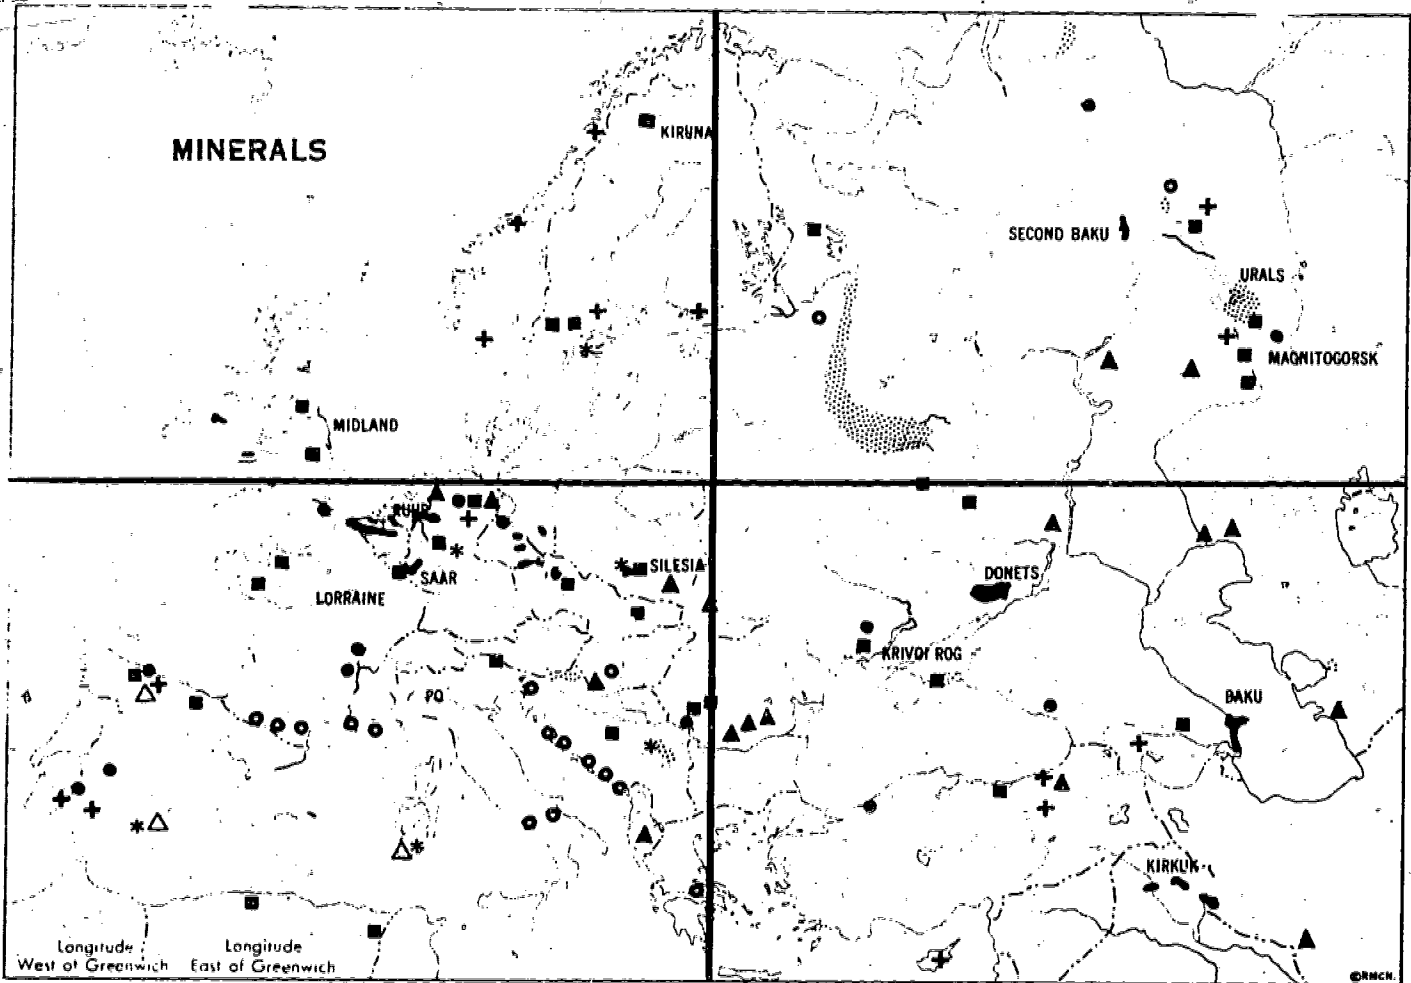 MINERALS
KIRUNA
SECOND BAKU
URALS
MAGNITOGORSK
MIDLAND
RUHR
SAAR
SILESIA
LORRAINE
DONETS
KRIVOI ROG
PO
BAKU
KIRKUK
Longitude
West of Greenwich
Longitude
East of Greenwich
©RMCN.